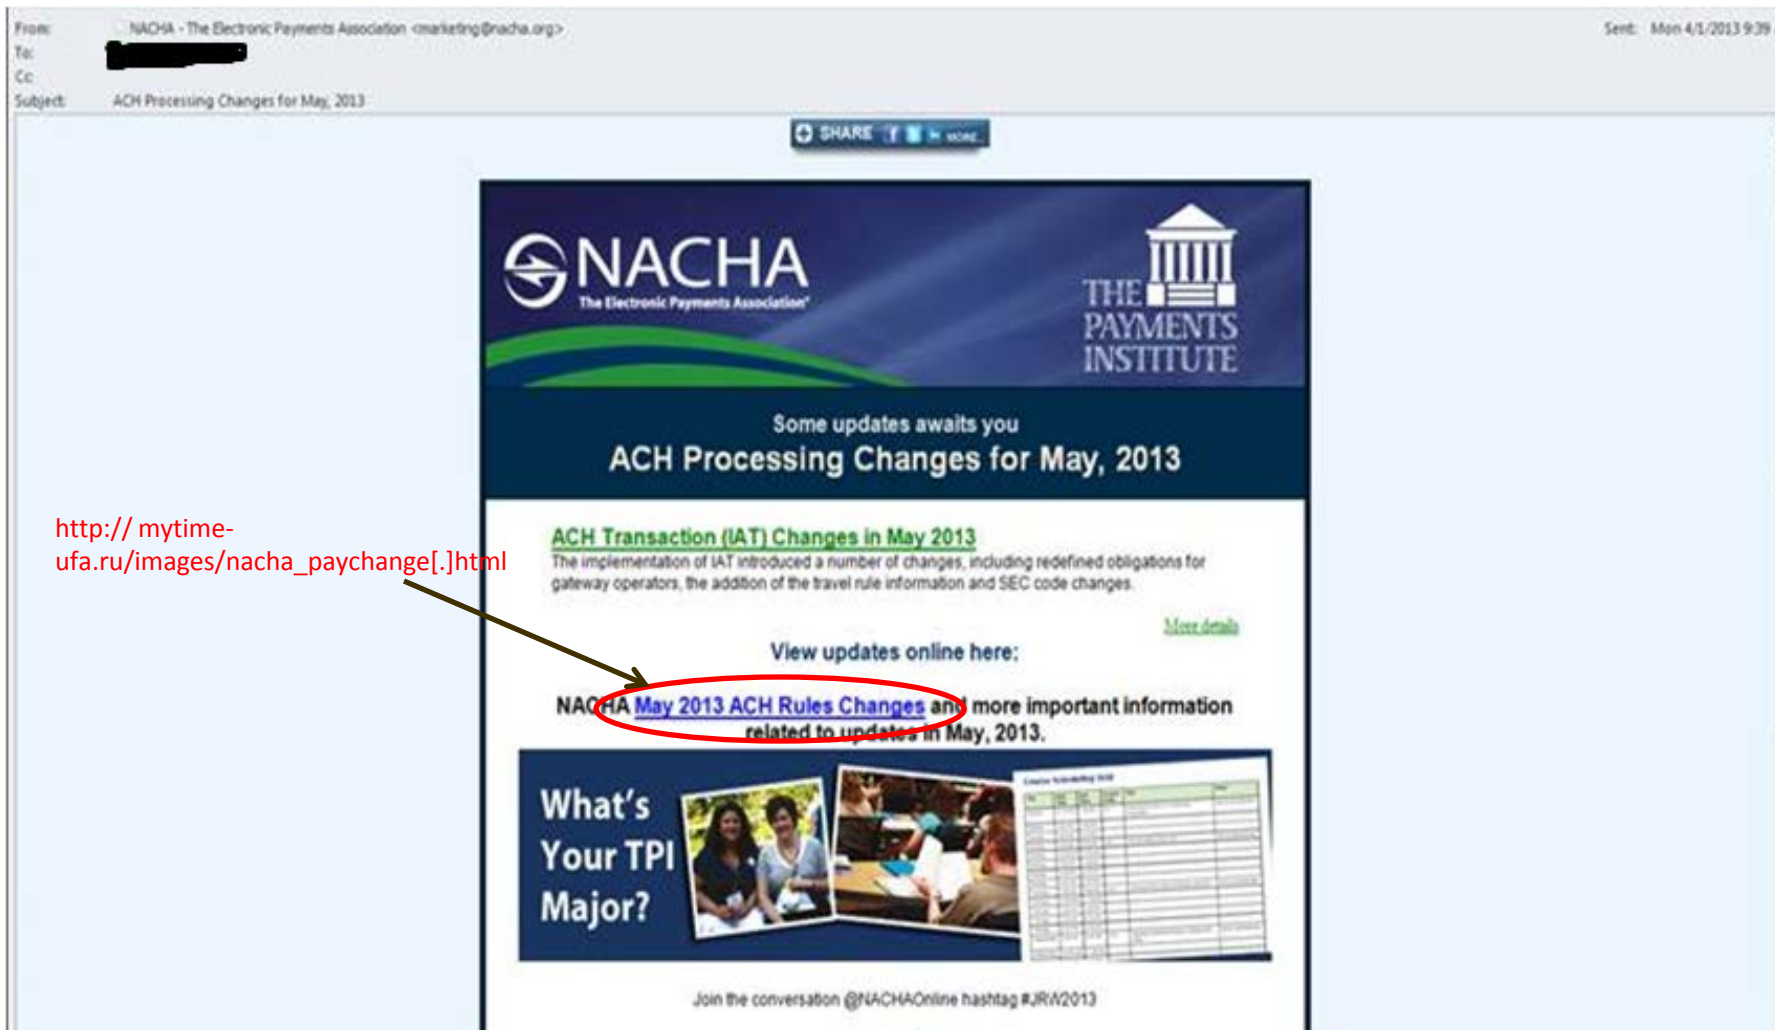 From: NACHA - The Electronic Payments Association <marketing@nacha.org>
Sent: Mon 4/1/2013 9:39
To:
Cc
Subject: ACH Processing Changes for May, 2013
SHARE MORE...
NACHA
The Electronic Payments Association®
THE
PAYMENTS
INSTITUTE
Some updates awaits you
ACH Processing Changes for May, 2013
http:// mytime-
ufa.ru/images/nacha_paychange[.]html
ACH Transaction (IAT) Changes in May 2013
The implementation of IAT introduced a number of changes, including redefined obligations for
gateway operators, the addition of the travel rule information and SEC code changes.
More details
View updates online here:
NACHA May 2013 ACH Rules Changes and more important information
related to updates in May, 2013.
What's
Your TPI
Major?
Course Scheduling Grid
Join the conversation @NACHAOnline hashtag #JRW2013